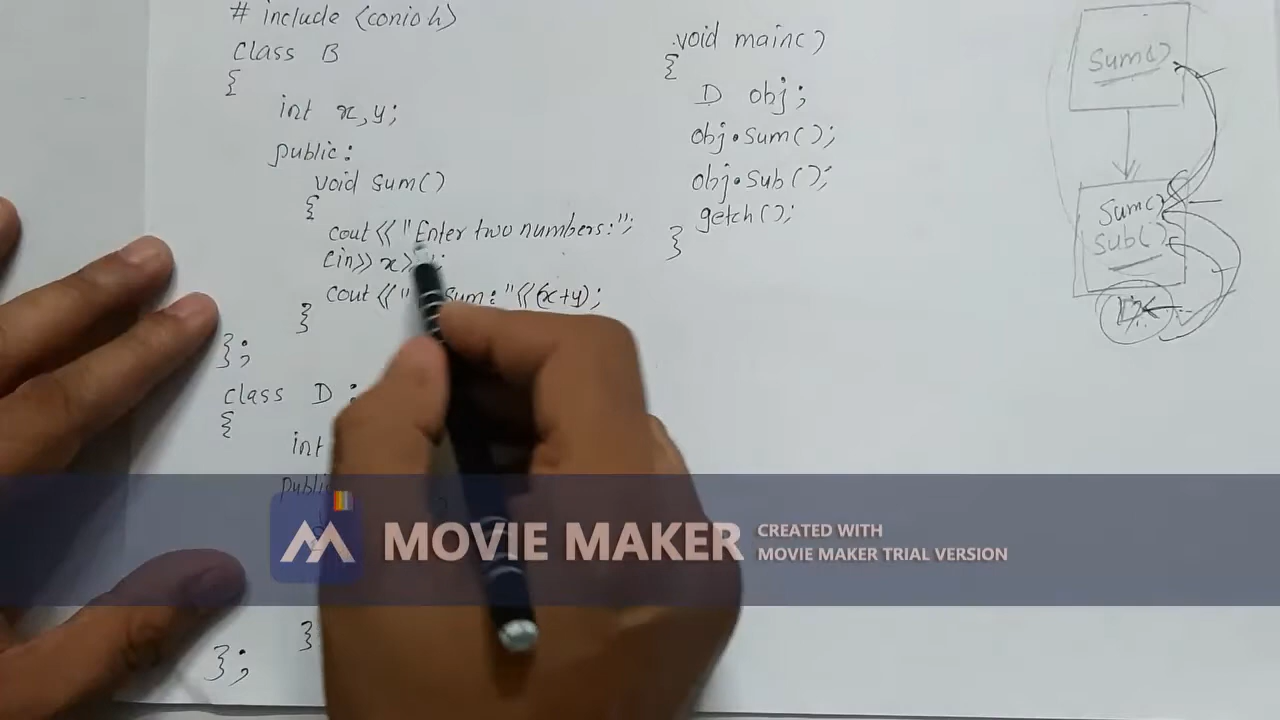 # include <conio h>
class B
{
int x,y;
public:
void sum()
{
cout<< "Enter two numbers:";
cin>> x>
cout<< " sum: "<<(x+y);
}
};
class D :
{
int
public
}
};
void main()
{
D obj;
obj.sum();
obj.sub();
getch();
}
sum()
sum()
sub()
MOVIE MAKER
CREATED WITH
MOVIE MAKER TRIAL VERSION